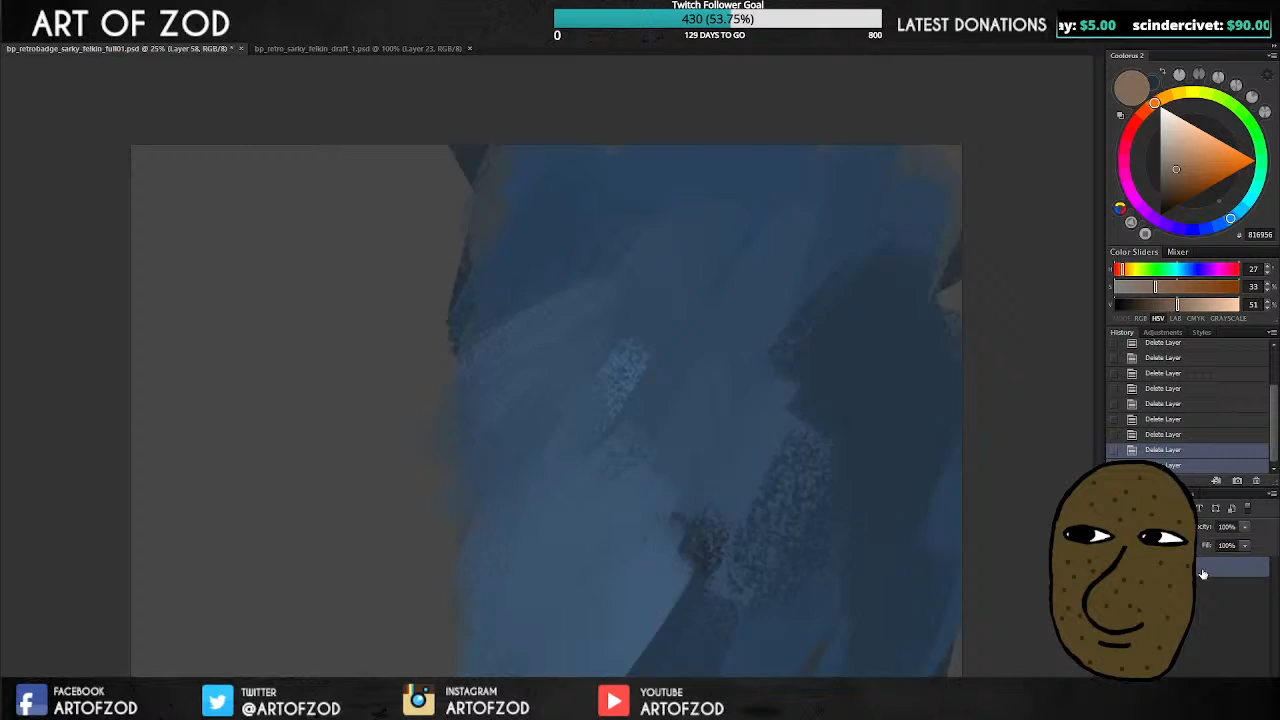 ART OF ZOD
Twitch Follower Goal
430 (53.75%)
0
129 DAYS TO GO
800
LATEST DONATIONS
ay: $5.00 scindercivet: $90.00
bp_retrobadge_sarky_felkin_full01.psd @ 25% (Layer 58, RGB/8) *
bp_retro_sarky_felkin_draft_1.psd @ 100% (Layer 23, RGB/8)
Coolorus 2
# 816956
Color Sliders
Mixer
H 27
S 33 %
V 51 %
RGB HSV LAB CMYK GRAYSCALE
History
Adjustments
Styles
Delete Layer
Delete Layer
Delete Layer
Delete Layer
Delete Layer
Delete Layer
Delete Layer
Delete Layer
Layer
100%
Fill: 100%
FACEBOOK
ARTOFZOD
TWITTER
@ARTOFZOD
INSTAGRAM
ARTOFZOD
YOUTUBE
ARTOFZOD